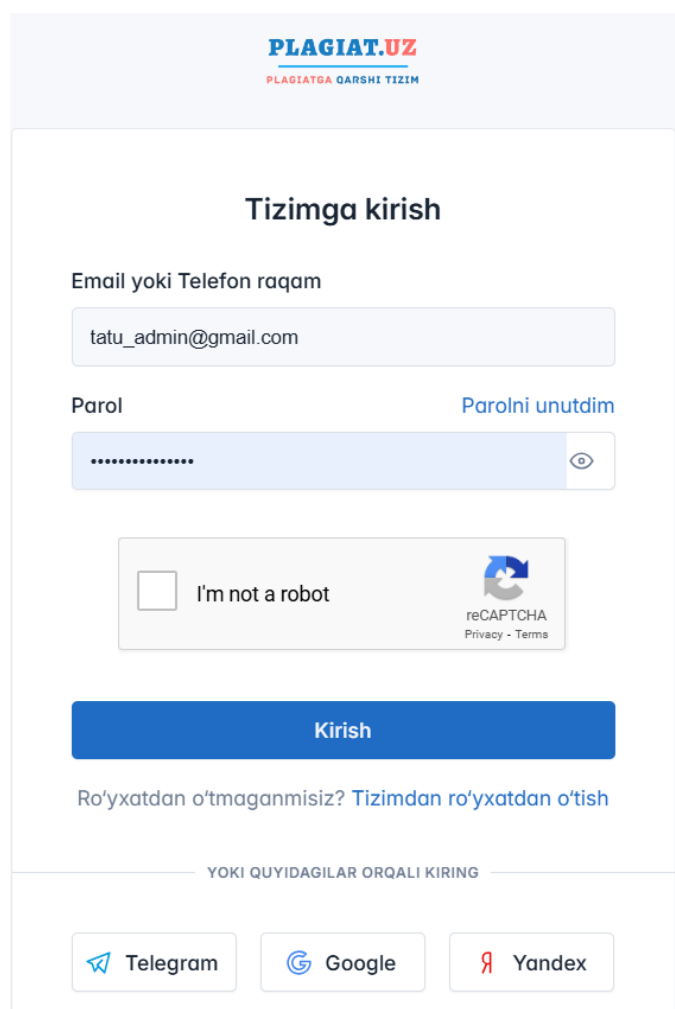 PLAGIAT.UZ
PLAGIATGA QARSHI TIZIM
Tizimga kirish
Email yoki Telefon raqam
tatu_admin@gmail.com
Parol Parolni unutdim
•••••••••••••••
I'm not a robot
reCAPTCHA
Privacy - Terms
Kirish
Ro‘yxatdan o‘tmaganmisiz? Tizimdan ro‘yxatdan o‘tish
YOKI QUYIDAGILAR ORQALI KIRING
Telegram Google Yandex